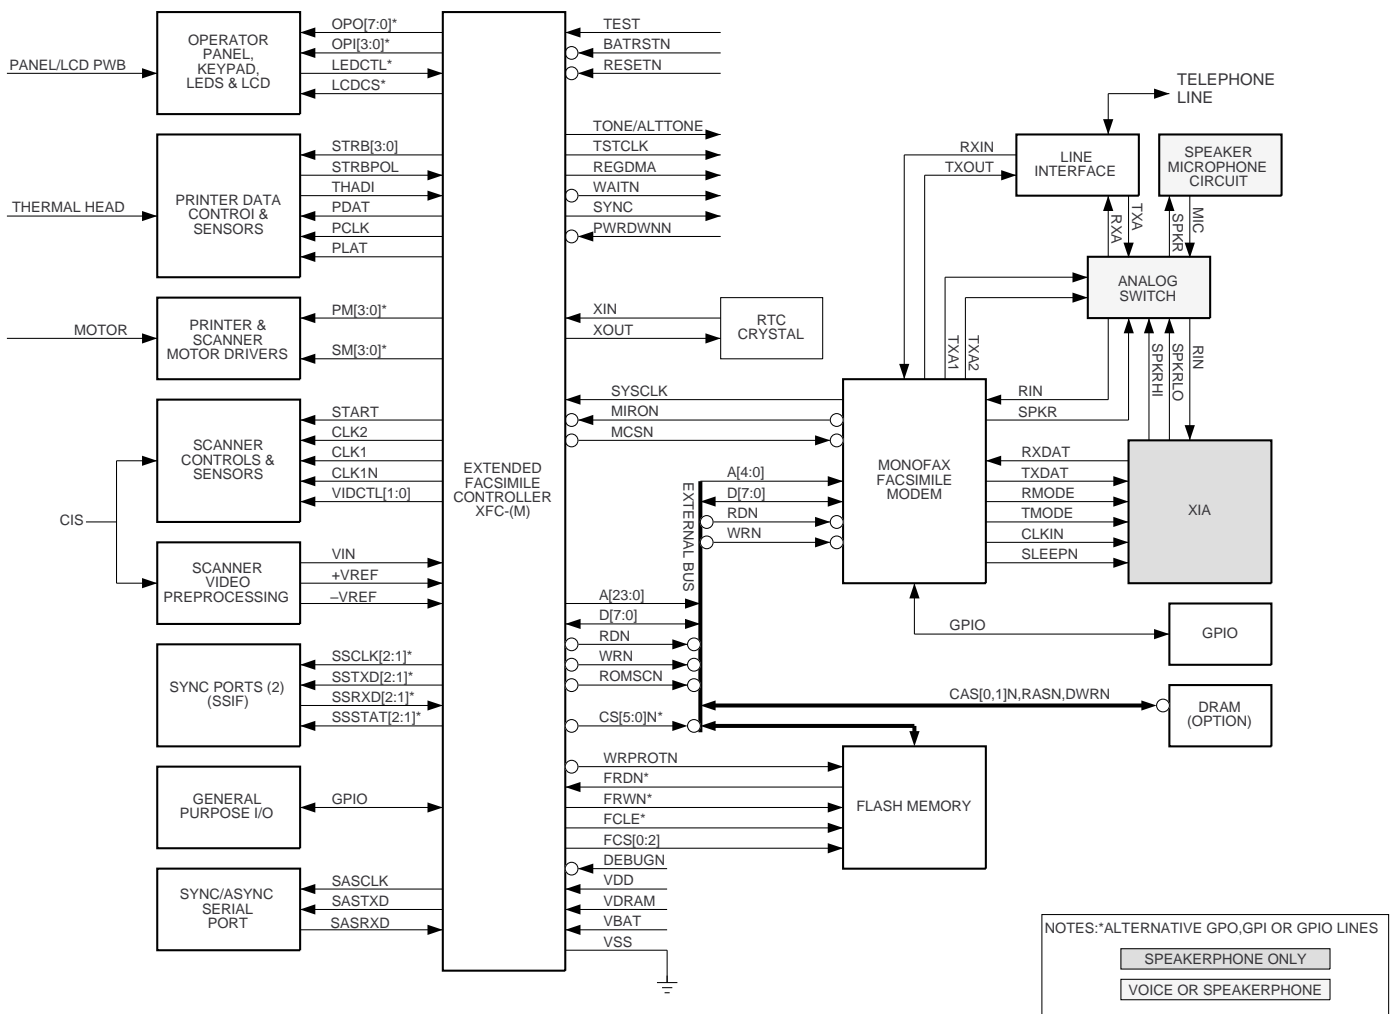 PANEL/LCD PWB
OPERATOR
PANEL,
KEYPAD,
LEDS & LCD
OPO[7:0]*
OPI[3:0]*
LEDCTL*
LCDCS*
THERMAL HEAD
PRINTER DATA
CONTROl &
SENSORS
STRB[3:0]
STRBPOL
THADI
PDAT
PCLK
PLAT
MOTOR
PRINTER &
SCANNER
MOTOR DRIVERS
PM[3:0]*
SM[3:0]*
CIS
SCANNER
CONTROLS &
SENSORS
START
CLK2
CLK1
CLK1N
VIDCTL[1:0]
SCANNER
VIDEO
PREPROCESSING
VIN
+VREF
–VREF
SYNC PORTS (2)
(SSIF)
SSCLK[2:1]*
SSTXD[2:1]*
SSRXD[2:1]*
SSSTAT[2:1]*
GENERAL
PURPOSE I/O
GPIO
SYNC/ASYNC
SERIAL
PORT
SASCLK
SASTXD
SASRXD
EXTENDED
FACSIMILE
CONTROLLER
XFC-(M)
TEST
BATRSTN
RESETN
TONE/ALTTONE
TSTCLK
REGDMA
WAITN
SYNC
PWRDWNN
XIN
XOUT
RTC
CRYSTAL
SYSCLK
MIRON
MCSN
EXTERNAL BUS
A[4:0]
D[7:0]
RDN
WRN
A[23:0]
D[7:0]
RDN
WRN
ROMSCN
CS[5:0]N*
WRPROTN
FRDN*
FRWN*
FCLE*
FCS[0:2]
DEBUGN
VDD
VDRAM
VBAT
VSS
FLASH MEMORY
MONOFAX
FACSIMILE
MODEM
RXIN
TXOUT
TXA1
TXA2
TELEPHONE
LINE
LINE
INTERFACE
SPEAKER
MICROPHONE
CIRCUIT
RXA
TXA
SPKR
MIC
ANALOG
SWITCH
SPKRHI
SPKRLO
RIN
RIN
SPKR
RXDAT
TXDAT
RMODE
TMODE
CLKIN
SLEEPN
XIA
GPIO
GPIO
CAS[0,1]N,RASN,DWRN
DRAM
(OPTION)
NOTES:*ALTERNATIVE GPO,GPI OR GPIO LINES
SPEAKERPHONE ONLY
VOICE OR SPEAKERPHONE